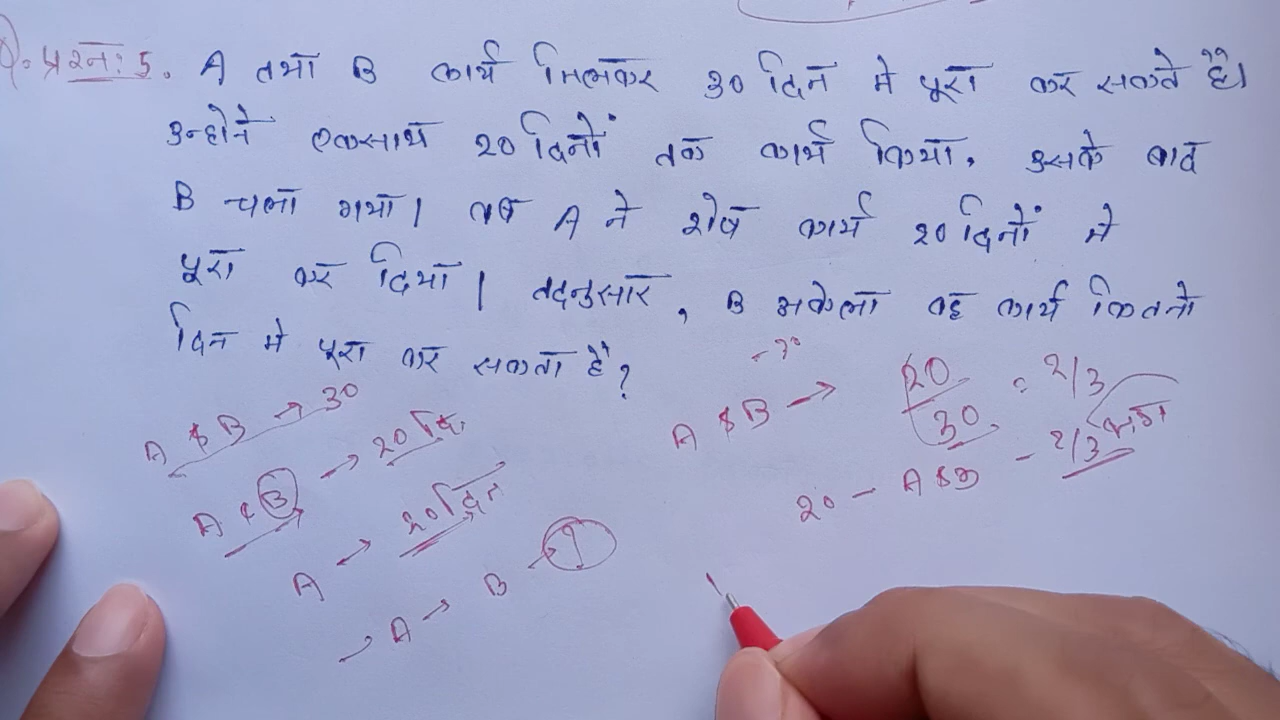 Q. प्रश्न: 5. A तथा B कार्य मिलकर 30 दिन मे पूरा कर सकते है।
उन्होने एकसाथ 20 दिनों तक कार्य किया, उसके बाद
B चला गया। तब A ने शेष कार्य 20 दिनों मे
पूरा कर दिया। तदनुसार, B अकेला वह कार्य कितने
दिन मे पूरा कर सकता है?
A & B → 30
A & B → 20 दि.
A → 20 दिन
A → B → ?
A & B → 20/30 = 2/3
20 – A & B – 2/3 भाग